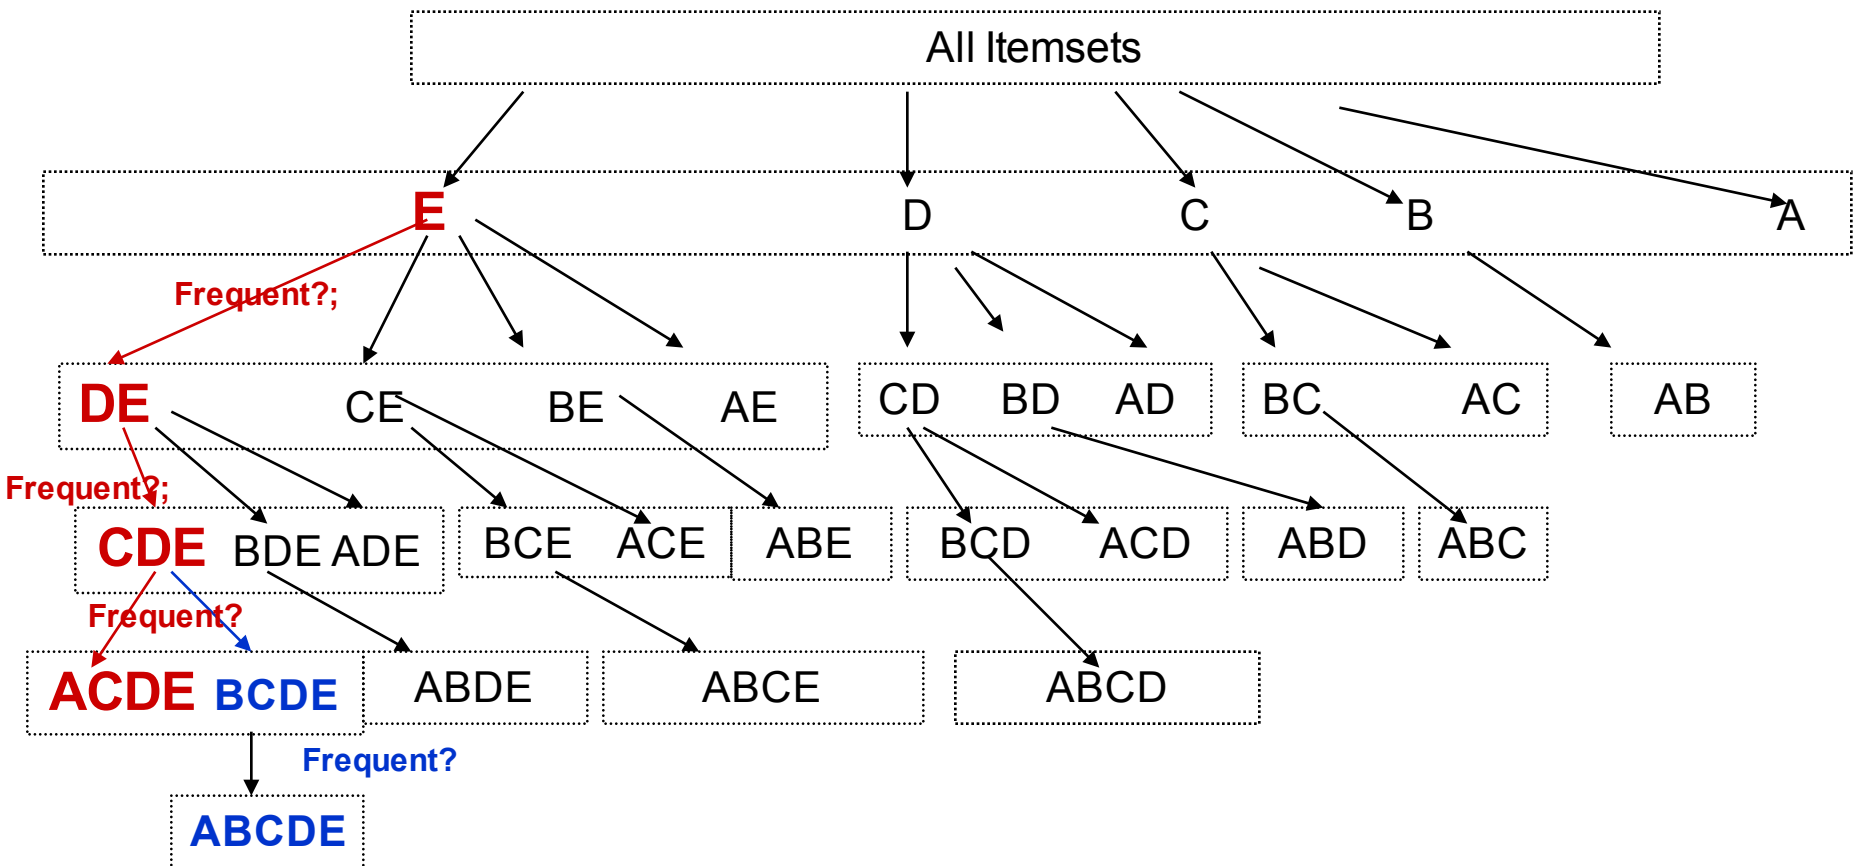 All Itemsets
E D C B A
Frequent?;
DE CE BE AE CD BD AD BC AC AB
Frequent?;
CDE BDE ADE BCE ACE ABE BCD ACD ABD ABC
Frequent?
ACDE BCDE ABDE ABCE ABCD
Frequent?
ABCDE